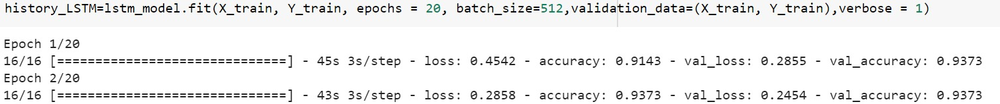 history_LSTM=lstm_model.fit(X_train, Y_train, epochs = 20, batch_size=512,validation_data=(X_train, Y_train),verbose = 1)
Epoch 1/20
16/16 [==============================] - 45s 3s/step - loss: 0.4542 - accuracy: 0.9143 - val_loss: 0.2855 - val_accuracy: 0.9373
Epoch 2/20
16/16 [==============================] - 43s 3s/step - loss: 0.2858 - accuracy: 0.9373 - val_loss: 0.2454 - val_accuracy: 0.9373